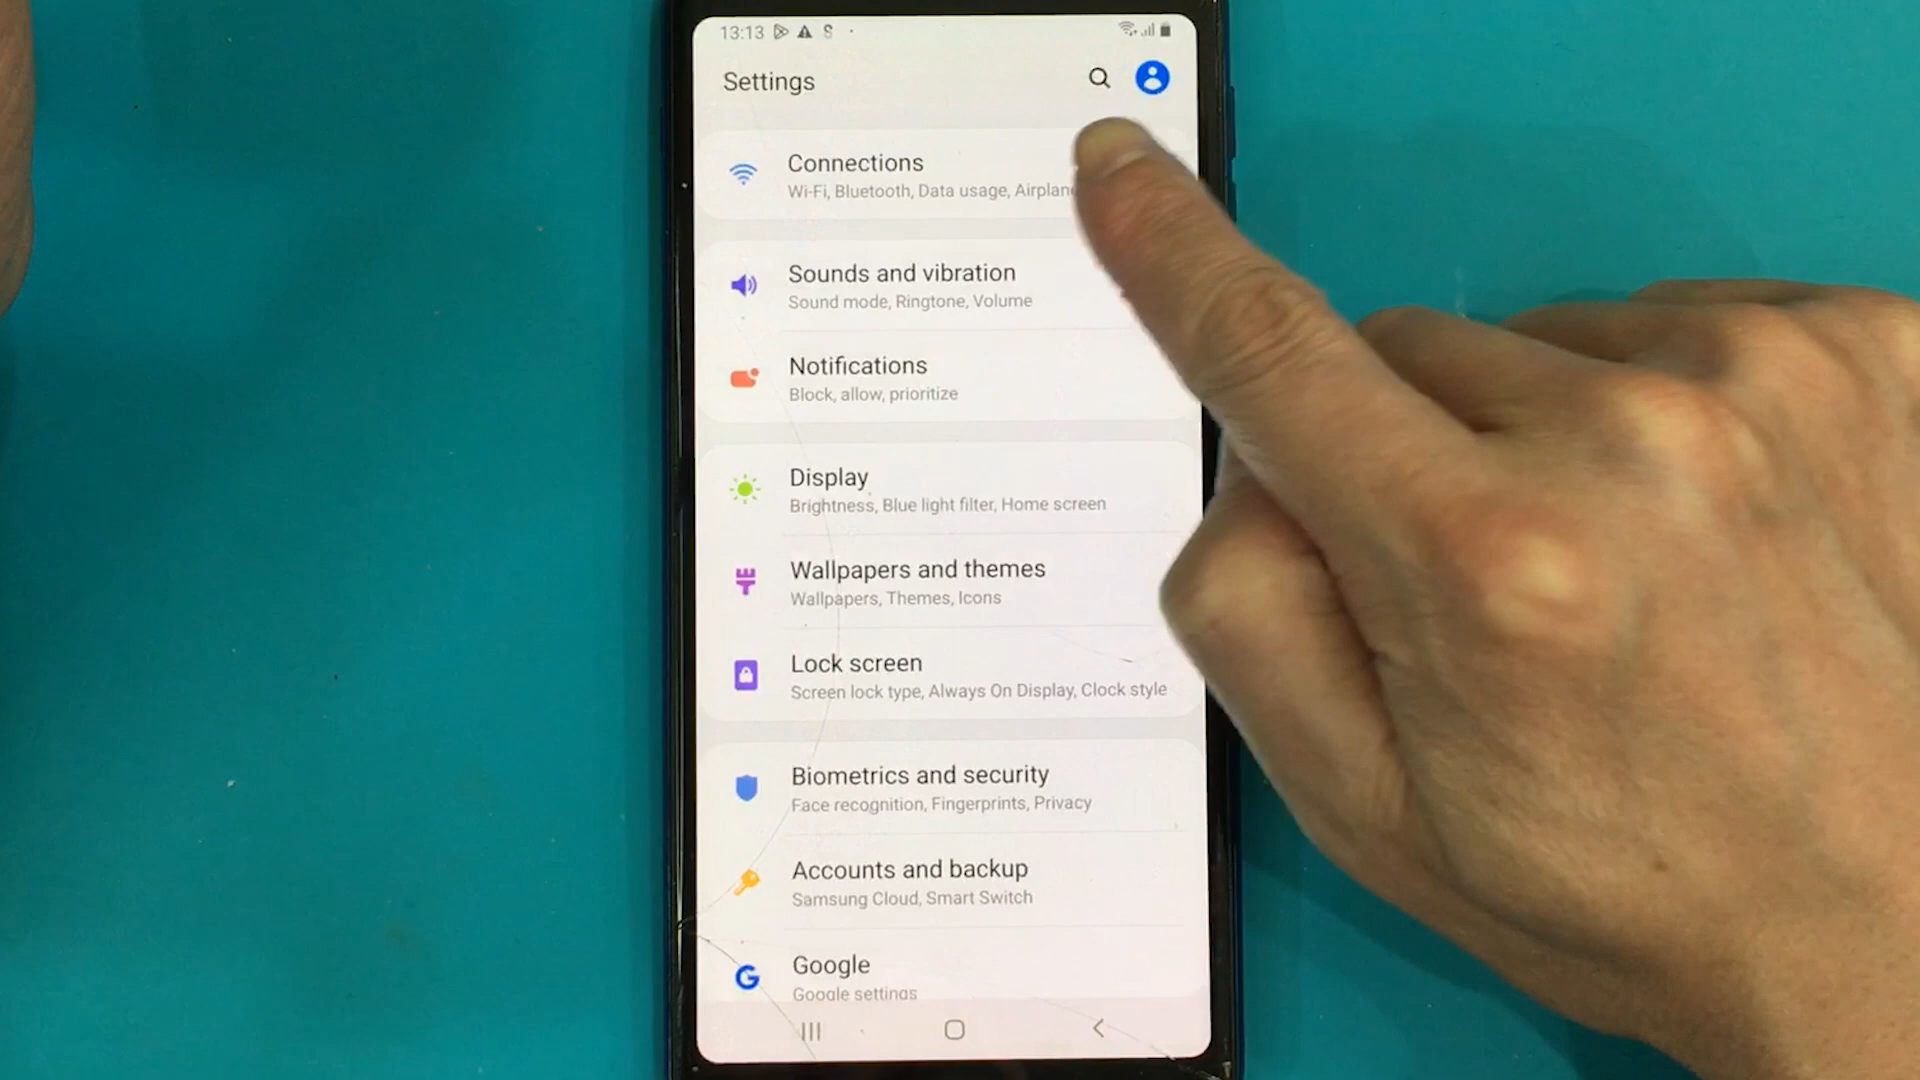 13:13
Settings
Connections
Wi-Fi, Bluetooth, Data usage, Airplane
Sounds and vibration
Sound mode, Ringtone, Volume
Notifications
Block, allow, prioritize
Display
Brightness, Blue light filter, Home screen
Wallpapers and themes
Wallpapers, Themes, Icons
Lock screen
Screen lock type, Always On Display, Clock style
Biometrics and security
Face recognition, Fingerprints, Privacy
Accounts and backup
Samsung Cloud, Smart Switch
Google
Google settings